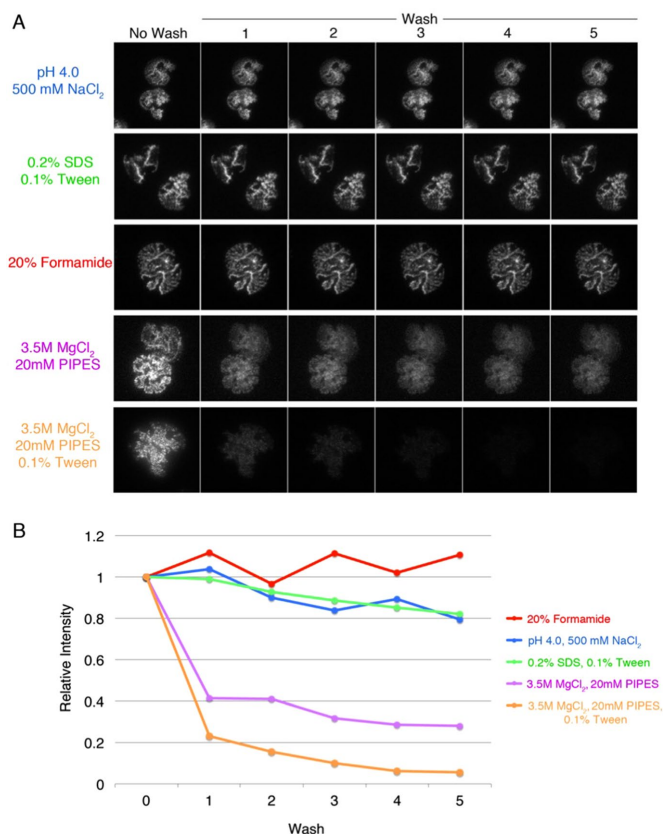 A
Wash
No Wash 1 2 3 4 5
pH 4.0
500 mM NaCl₂
0.2% SDS
0.1% Tween
20% Formamide
3.5M MgCl₂
20mM PIPES
3.5M MgCl₂
20mM PIPES
0.1% Tween
B
1.2
1
0.8
0.6
0.4
0.2
0
Relative Intensity
0 1 2 3 4 5
Wash
20% Formamide
pH 4.0, 500 mM NaCl₂
0.2% SDS, 0.1% Tween
3.5M MgCl₂, 20mM PIPES
3.5M MgCl₂, 20mM PIPES,
0.1% Tween